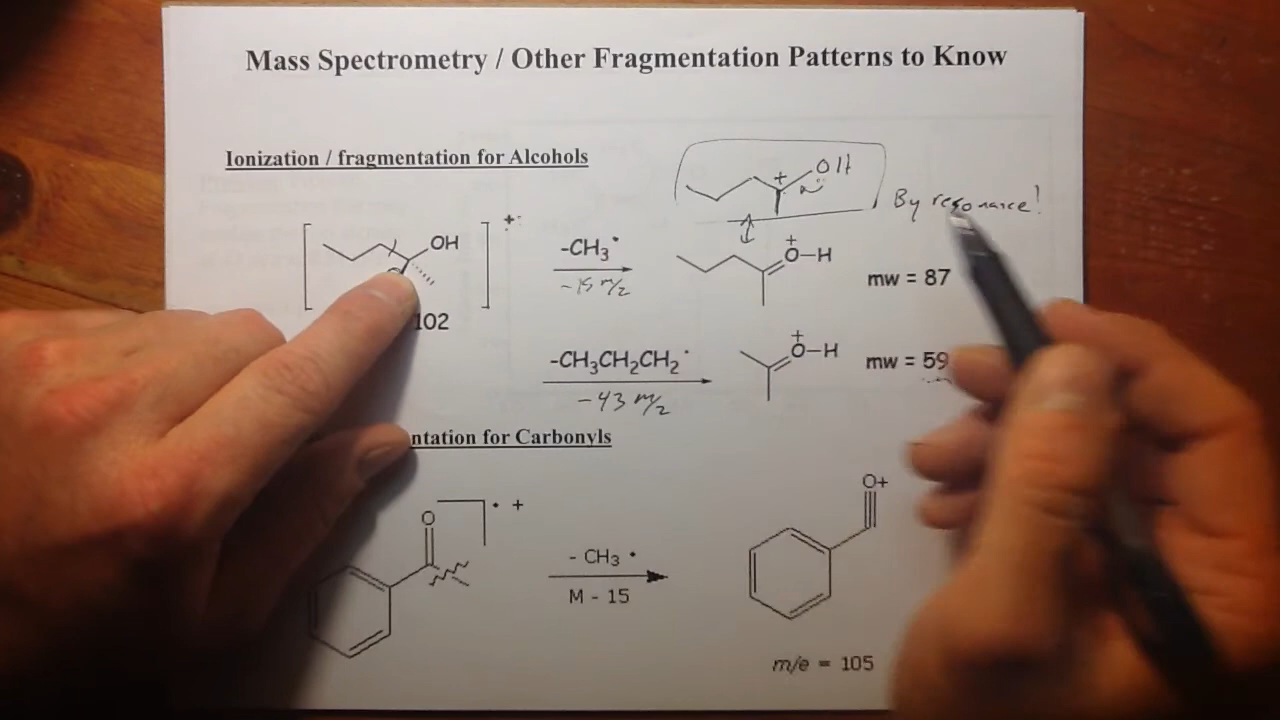 Mass Spectrometry / Other Fragmentation Patterns to Know
Ionization / fragmentation for Alcohols
+ OH
By resonance!
OH
+·
-CH3·
-15 m/z
+
O-H
mw = 87
102
-CH3CH2CH2·
-43 m/z
+
O-H
mw = 59
ntation for Carbonyls
O
· +
- CH3 ·
M - 15
O+
m/e = 105